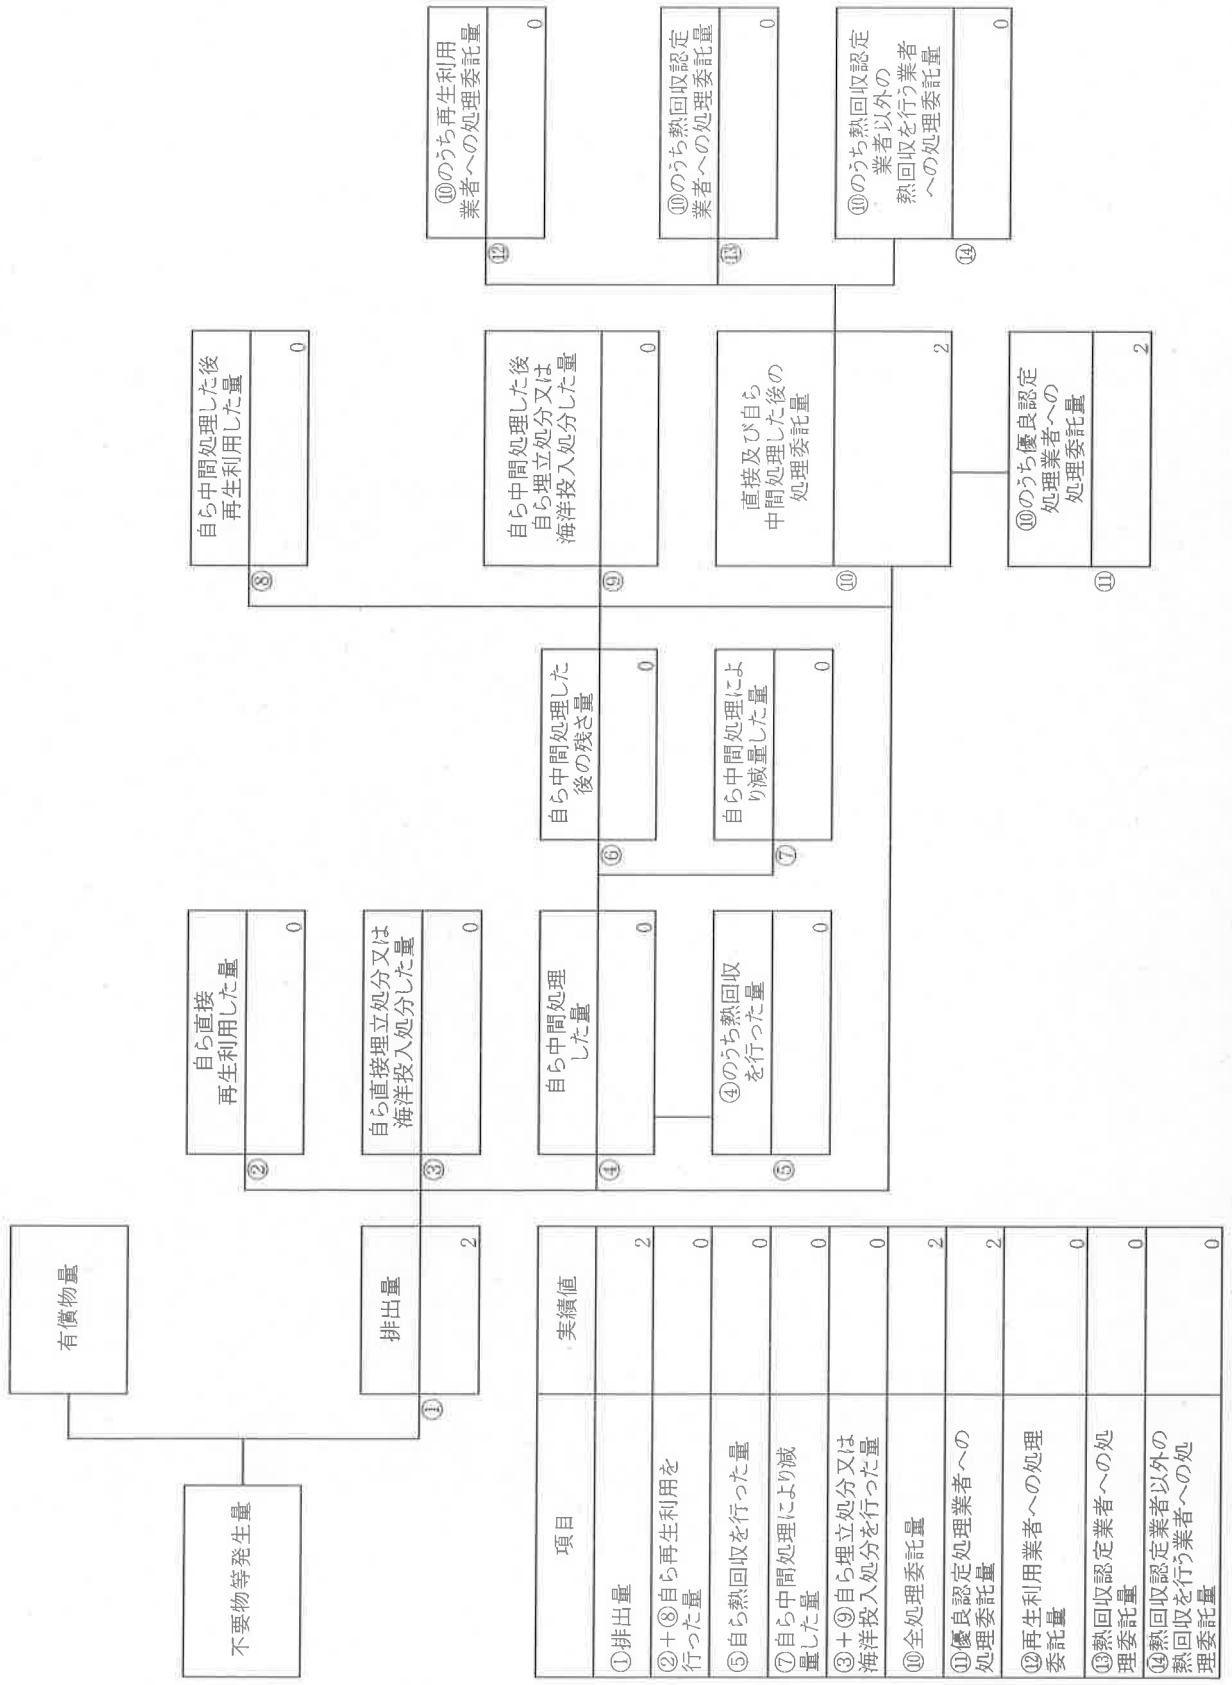 不要物等発生量
有償物量
①
排出量
2
②
自ら直接
再生利用した量
0
③
自ら直接埋立処分又は
海洋投入処分した量
0
④
自ら中間処理
した量
0
⑤
④のうち熱回収
を行った量
0
⑥
自ら中間処理した
後の残さ量
0
⑦
自ら中間処理によ
り減量した量
0
⑧
自ら中間処理した後
再生利用した量
0
⑨
自ら中間処理した後
自ら埋立処分又は
海洋投入処分した量
0
⑩
直接及び自ら
中間処理した後の
処理委託量
2
⑪
⑩のうち優良認定
処理業者への
処理委託量
2
⑫
⑩のうち再生利用
業者への処理委託量
0
⑬
⑩のうち熱回収認定
業者への処理委託量
0
⑭
⑩のうち熱回収認定
業者以外の
熱回収を行う業者
への処理委託量
0
項目 実績値
①排出量 2
②+⑧自ら再生利用を
行った量 0
⑤自ら熱回収を行った量 0
⑦自ら中間処理により減
量した量 0
③+⑨自ら埋立処分又は
海洋投入処分を行った量 0
⑩全処理委託量 2
⑪優良認定処理業者への
処理委託量 2
⑫再生利用業者への処理
委託量 0
⑬熱回収認定業者への処
理委託量 0
⑭熱回収認定業者以外の
熱回収を行う業者への処
理委託量 0